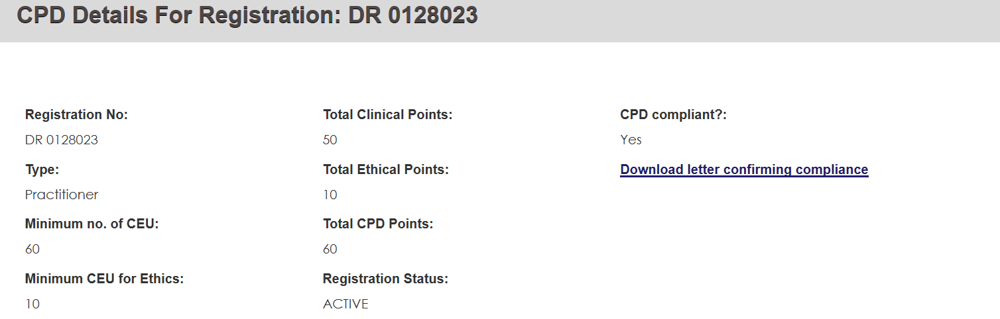 CPD Details For Registration: DR 0128023
Registration No:
DR 0128023
Type:
Practitioner
Minimum no. of CEU:
60
Minimum CEU for Ethics:
10
Total Clinical Points:
50
Total Ethical Points:
10
Total CPD Points:
60
Registration Status:
ACTIVE
CPD compliant?:
Yes
Download letter confirming compliance